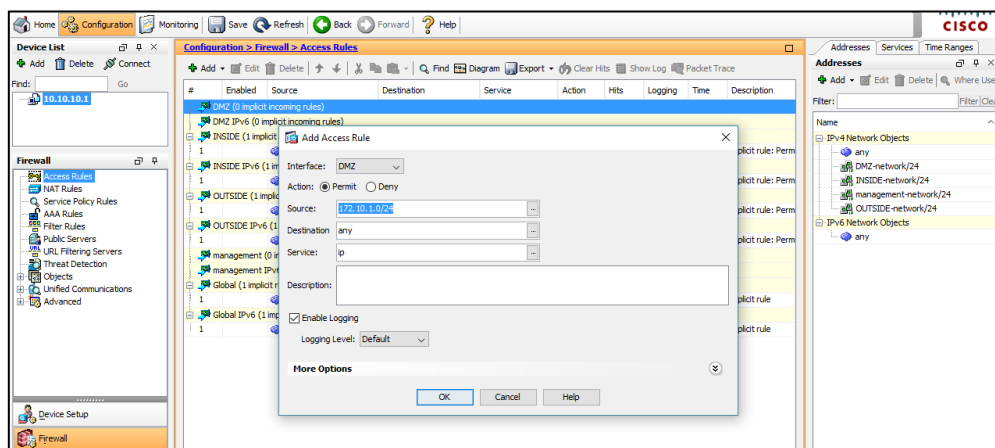 Home Configuration Monitoring Save Refresh Back Forward Help
CISCO
Device List
Add Delete Connect
Find: Go
10.10.10.1
Firewall
Access Rules
NAT Rules
Service Policy Rules
AAA Rules
Filter Rules
Public Servers
URL Filtering Servers
Threat Detection
Objects
Unified Communications
Advanced
Device Setup
Firewall
Configuration > Firewall > Access Rules
Add Edit Delete Find Diagram Export Clear Hits Show Log Packet Trace
# Enabled Source Destination Service Action Hits Logging Time Description
DMZ (0 implicit incoming rules)
DMZ IPv6 (0 implicit incoming rules)
INSIDE (1 implicit
1 plicit rule: Perm
INSIDE IPv6 (1 im
1 plicit rule: Perm
OUTSIDE (1 implic
1 plicit rule: Perm
OUTSIDE IPv6 (1
1 plicit rule: Perm
management (0 im
management IPv
Global (1 implicit r
1 plicit rule
Global IPv6 (1 imp
1 plicit rule
Add Access Rule
Interface: DMZ
Action: Permit Deny
Source: 172.10.1.0/24
Destination any
Service: ip
Description:
Enable Logging
Logging Level: Default
More Options
OK Cancel Help
Addresses Services Time Ranges
Addresses
Add Edit Delete Where Use
Filter: Filter Clea
Name
IPv4 Network Objects
any
DMZ-network/24
INSIDE-network/24
management-network/24
OUTSIDE-network/24
IPv6 Network Objects
any